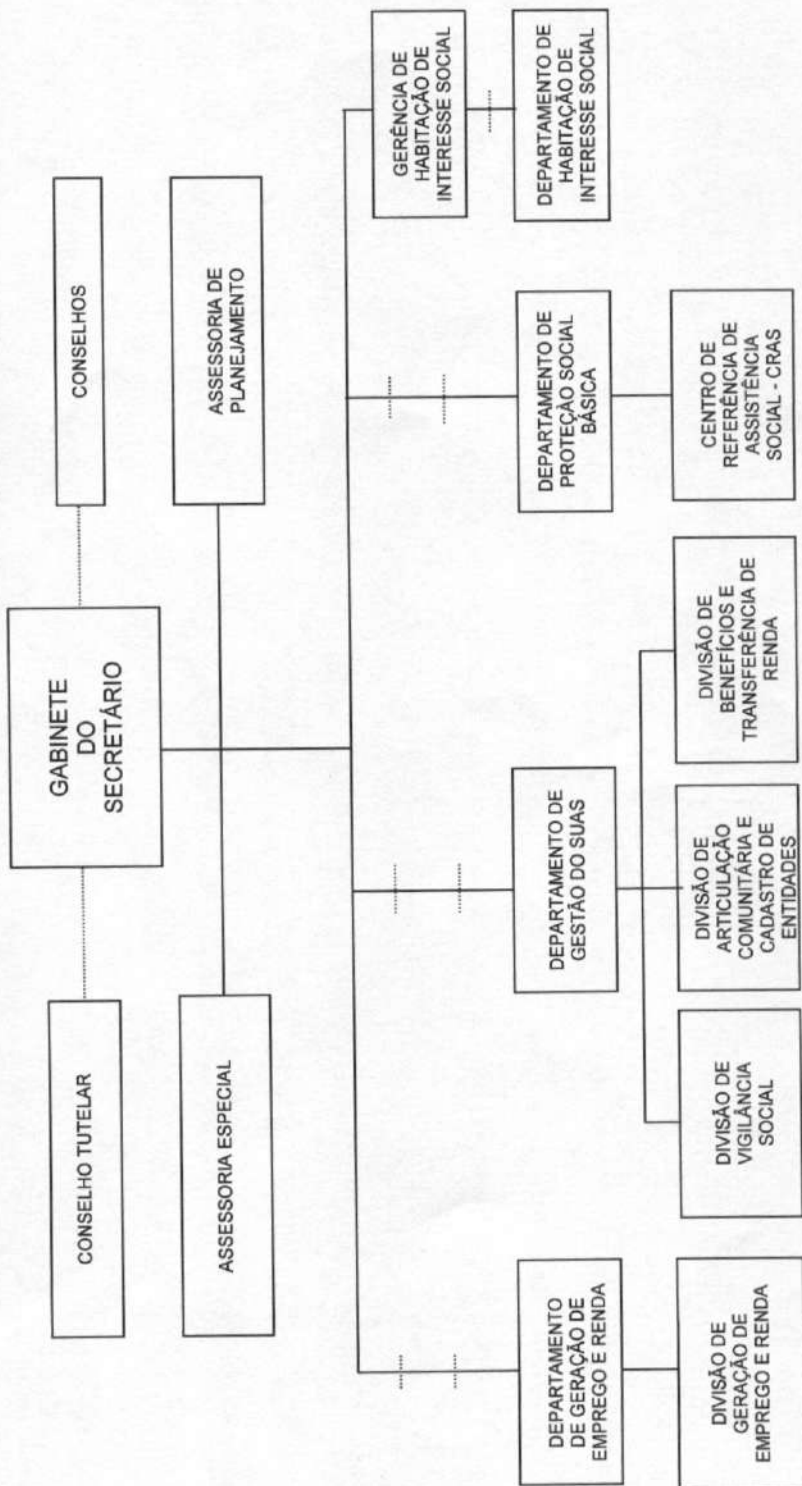 GABINETE
DO
SECRETÁRIO
CONSELHO TUTELAR
CONSELHOS
ASSESSORIA ESPECIAL
ASSESSORIA DE
PLANEJAMENTO
GERÊNCIA DE
HABITAÇÃO DE
INTERESSE SOCIAL
DEPARTAMENTO
DE GERAÇÃO DE
EMPREGO E RENDA
DEPARTAMENTO DE
GESTÃO DO SUAS
DEPARTAMENTO DE
PROTEÇÃO SOCIAL
BÁSICA
DEPARTAMENTO DE
HABITAÇÃO DE
INTERESSE SOCIAL
DIVISÃO DE
GERAÇÃO DE
EMPREGO E RENDA
DIVISÃO DE
VIGILÂNCIA
SOCIAL
DIVISÃO DE
ARTICULAÇÃO
COMUNITÁRIA E
CADASTRO DE
ENTIDADES
DIVISÃO DE
BENEFÍCIOS E
TRANSFERÊNCIA DE
RENDA
CENTRO DE
REFERÊNCIA DE
ASSISTÊNCIA
SOCIAL - CRAS